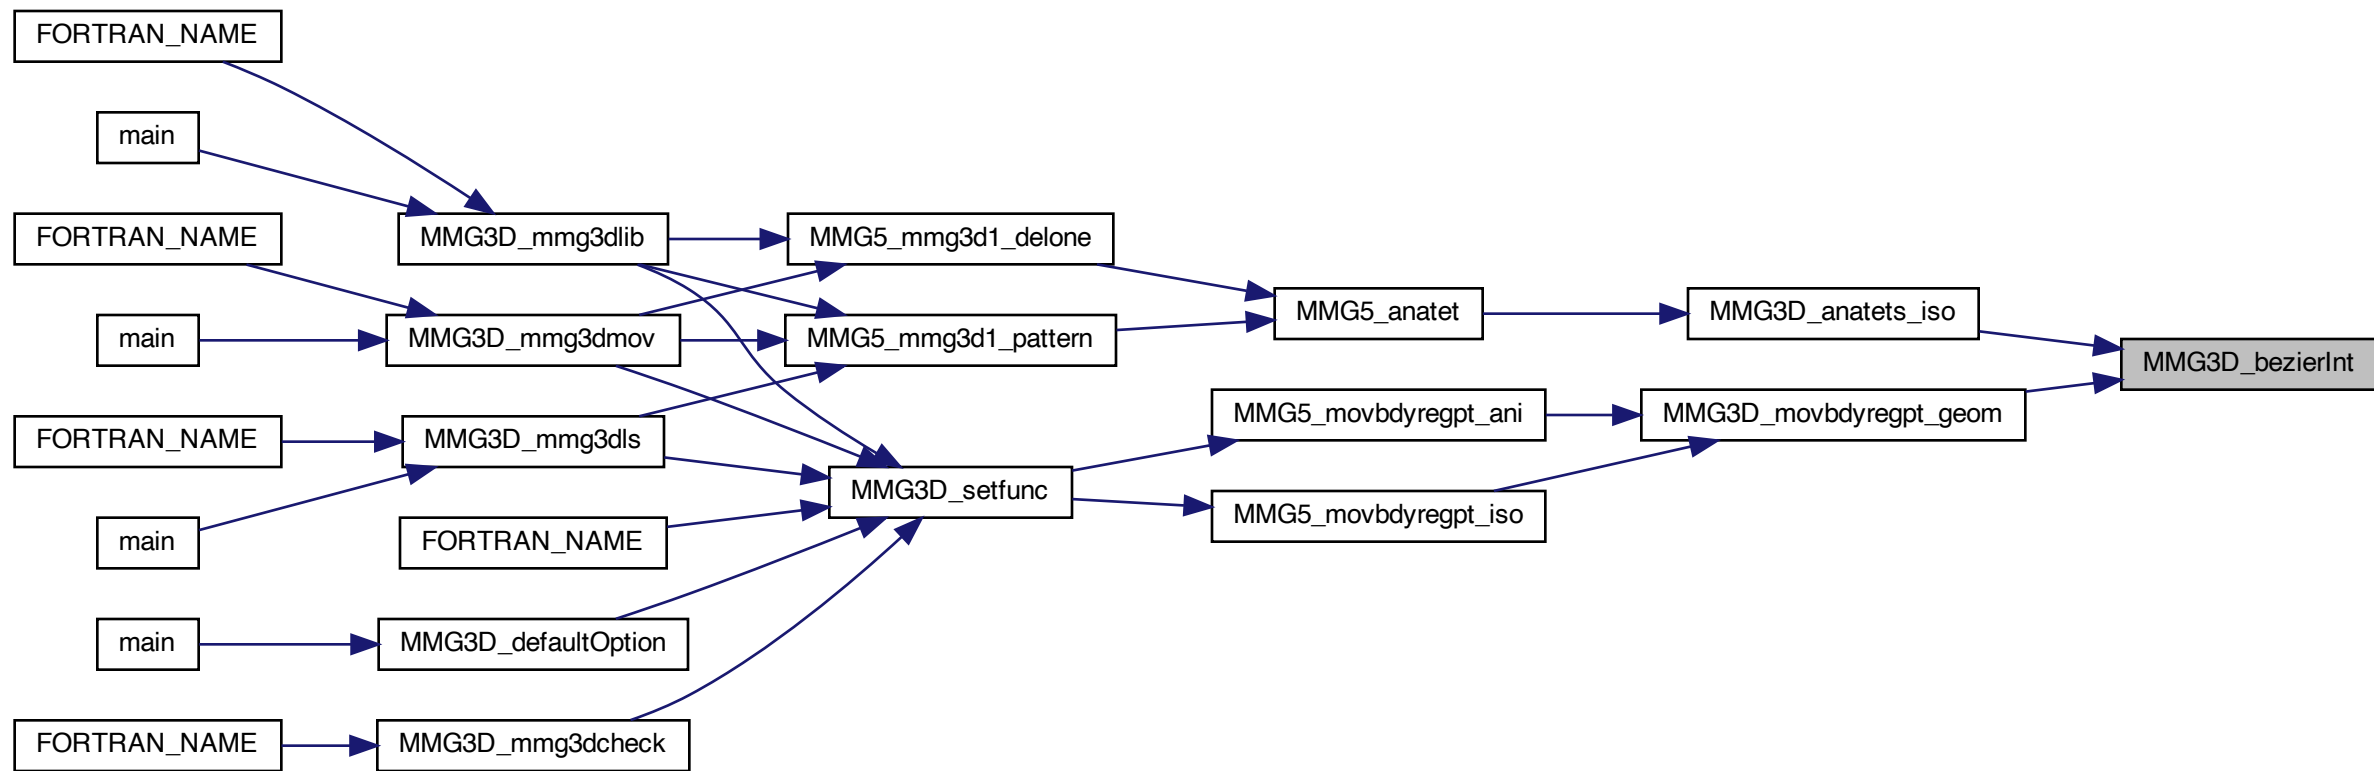 FORTRAN_NAME
main
FORTRAN_NAME
MMG3D_mmg3dlib
MMG5_mmg3d1_delone
MMG5_anatet
MMG3D_anatets_iso
main
MMG3D_mmg3dmov
MMG5_mmg3d1_pattern
MMG3D_bezierInt
FORTRAN_NAME
MMG3D_mmg3dls
MMG5_movbdyregpt_ani
MMG3D_movbdyregpt_geom
MMG3D_setfunc
MMG5_movbdyregpt_iso
main
FORTRAN_NAME
main
MMG3D_defaultOption
FORTRAN_NAME
MMG3D_mmg3dcheck